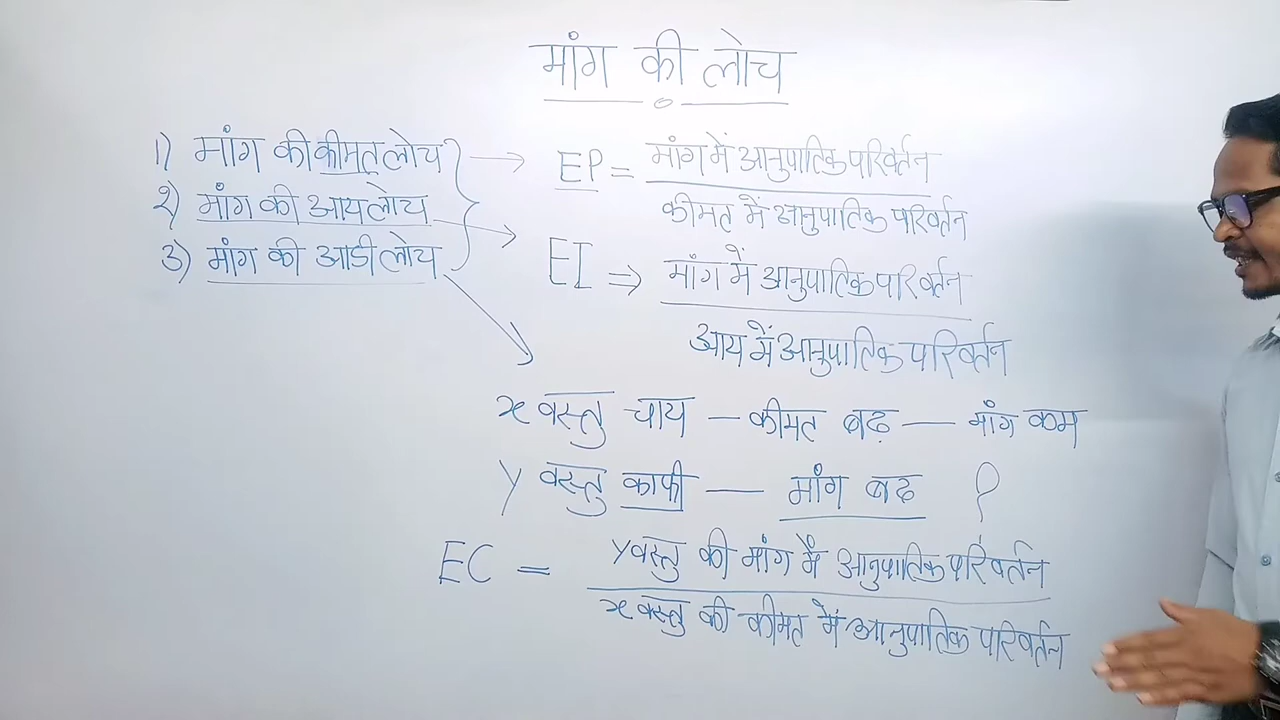 मांग की लोच
1) मांग की कीमत लोच
२) मांग की आय लोच
3) मांग की आडी लोच
EP = मांग में आनुपातिक परिवर्तन
कीमत में आनुपातिक परिवर्तन
EI ⇒ मांग में आनुपातिक परिवर्तन
आय में आनुपातिक परिवर्तन
x वस्तु चाय — कीमत बढ़ — मांग कम
y वस्तु काफी — मांग बढ ?
EC = y वस्तु की मांग में आनुपातिक परिवर्तन
x वस्तु की कीमत में आनुपातिक परिवर्तन